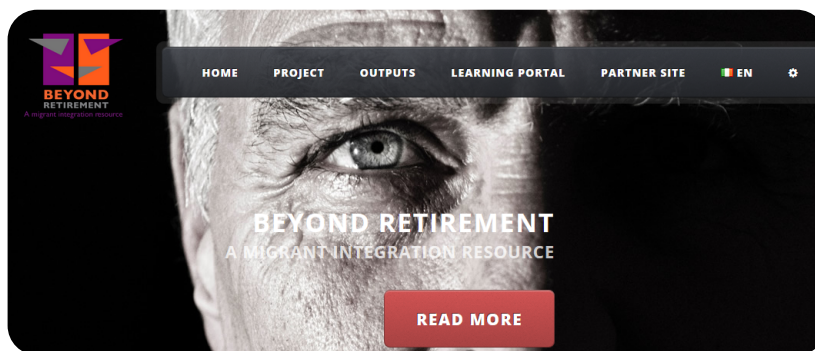 BEYOND
RETIREMENT
A migrant integration resource
HOME PROJECT OUTPUTS LEARNING PORTAL PARTNER SITE EN
BEYOND RETIREMENT
A MIGRANT INTEGRATION RESOURCE
READ MORE